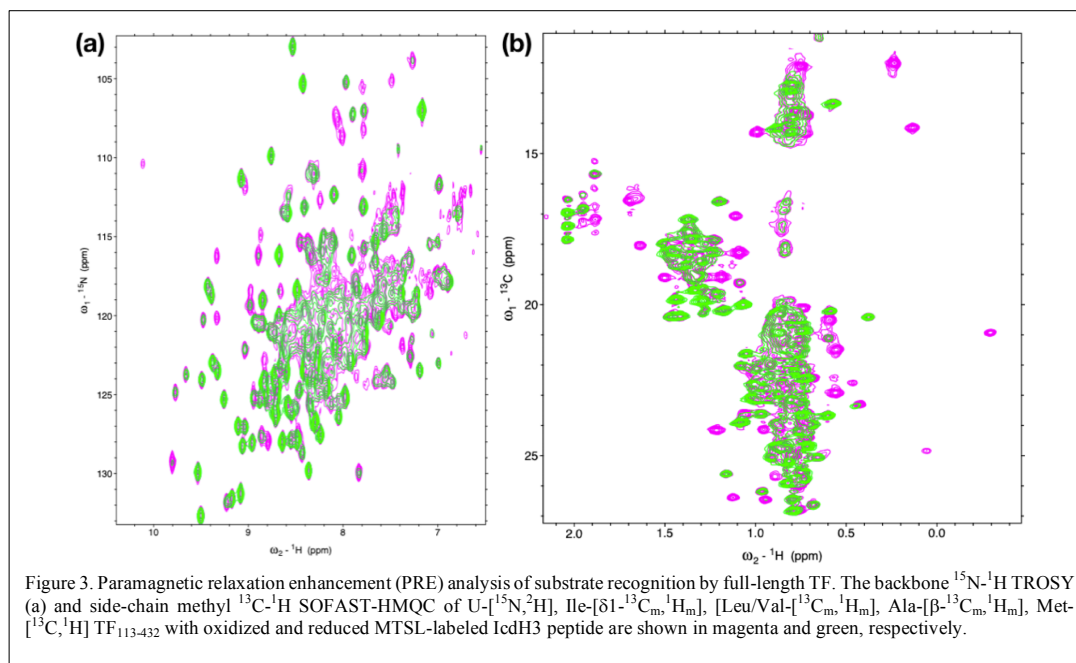 (a)
105
110
115
120
125
130
ω₁ - ¹⁵N (ppm)
10
9
8
7
ω₂ - ¹H (ppm)
(b)
15
20
25
ω₁ - ¹³C (ppm)
2.0
1.5
1.0
0.5
0.0
ω₂ - ¹H (ppm)
Figure 3. Paramagnetic relaxation enhancement (PRE) analysis of substrate recognition by full-length TF. The backbone ¹⁵N-¹H TROSY
(a) and side-chain methyl ¹³C-¹H SOFAST-HMQC of U-[¹⁵N,²H], Ile-[δ1-¹³Cₘ,¹Hₘ], [Leu/Val-[¹³Cₘ,¹Hₘ], Ala-[β-¹³Cₘ,¹Hₘ], Met-
[¹³C,¹H] TF₁₁₃₋₄₃₂ with oxidized and reduced MTSL-labeled IcdH3 peptide are shown in magenta and green, respectively.